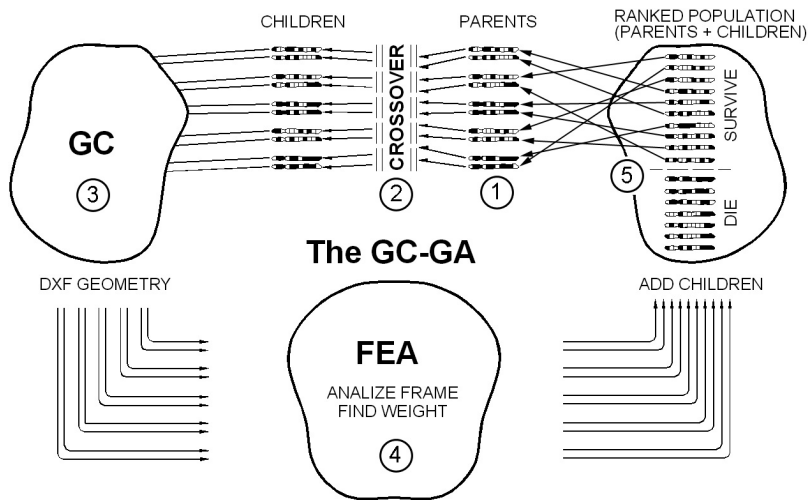 CHILDREN
PARENTS
RANKED POPULATION
(PARENTS + CHILDREN)
CROSSOVER
SURVIVE
DIE
GC
3
2
1
5
The GC-GA
DXF GEOMETRY
ADD CHILDREN
FEA
ANALIZE FRAME
FIND WEIGHT
4